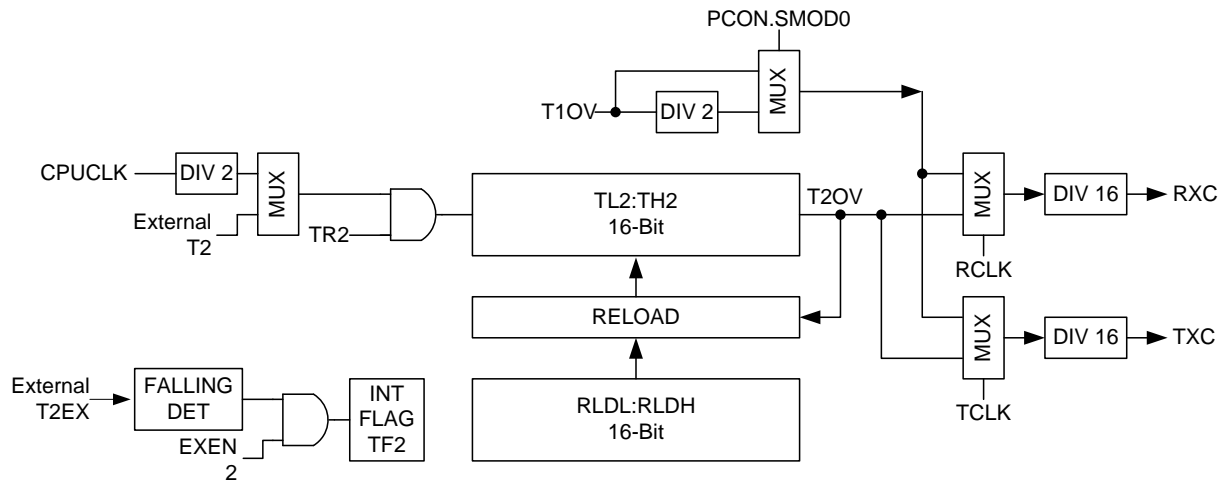 PCON.SMOD0
MUX
T1OV
DIV 2
CPUCLK
DIV 2
MUX
External
T2
TR2
TL2:TH2
16-Bit
T2OV
MUX
DIV 16
RXC
RCLK
RELOAD
MUX
DIV 16
TXC
TCLK
External
T2EX
FALLING
DET
EXEN
2
INT
FLAG
TF2
RLDL:RLDH
16-Bit